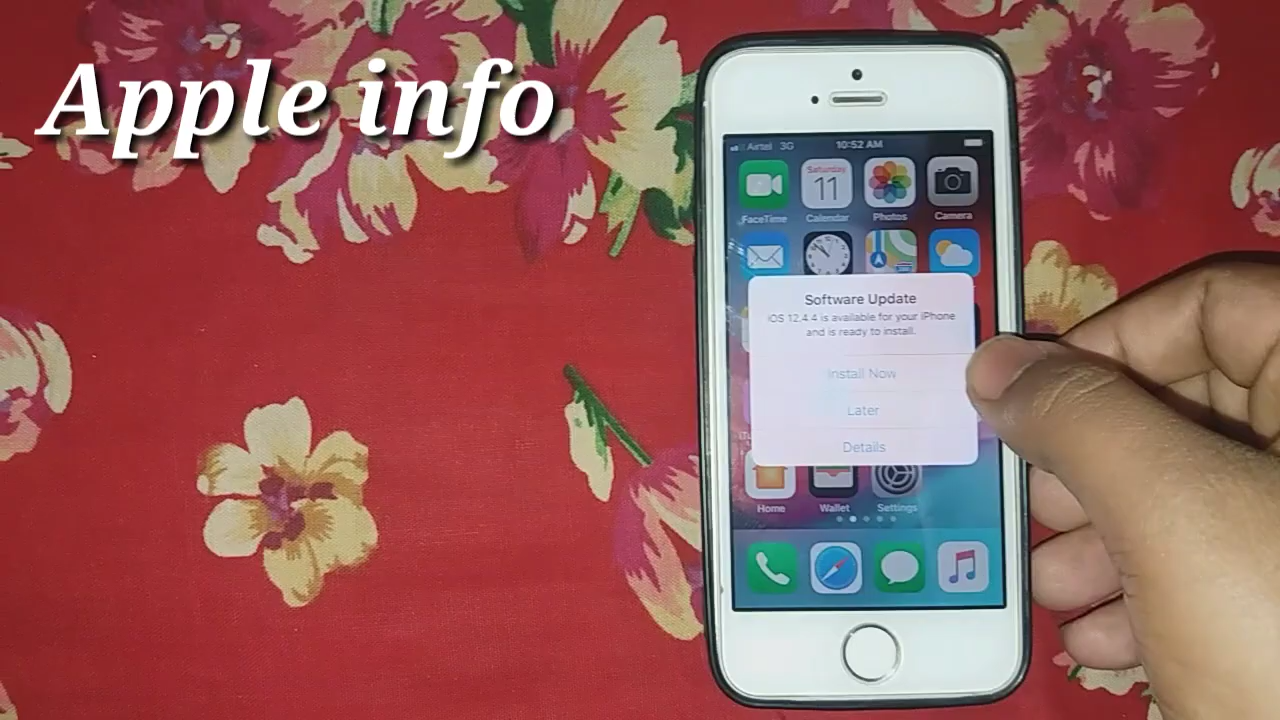 Apple info
Airtel 3G 10:52 AM
Saturday
11
FaceTime Calendar Photos Camera
Software Update
iOS 12.4.4 is available for your iPhone
and is ready to install.
Install Now
Later
Details
Home Wallet Settings